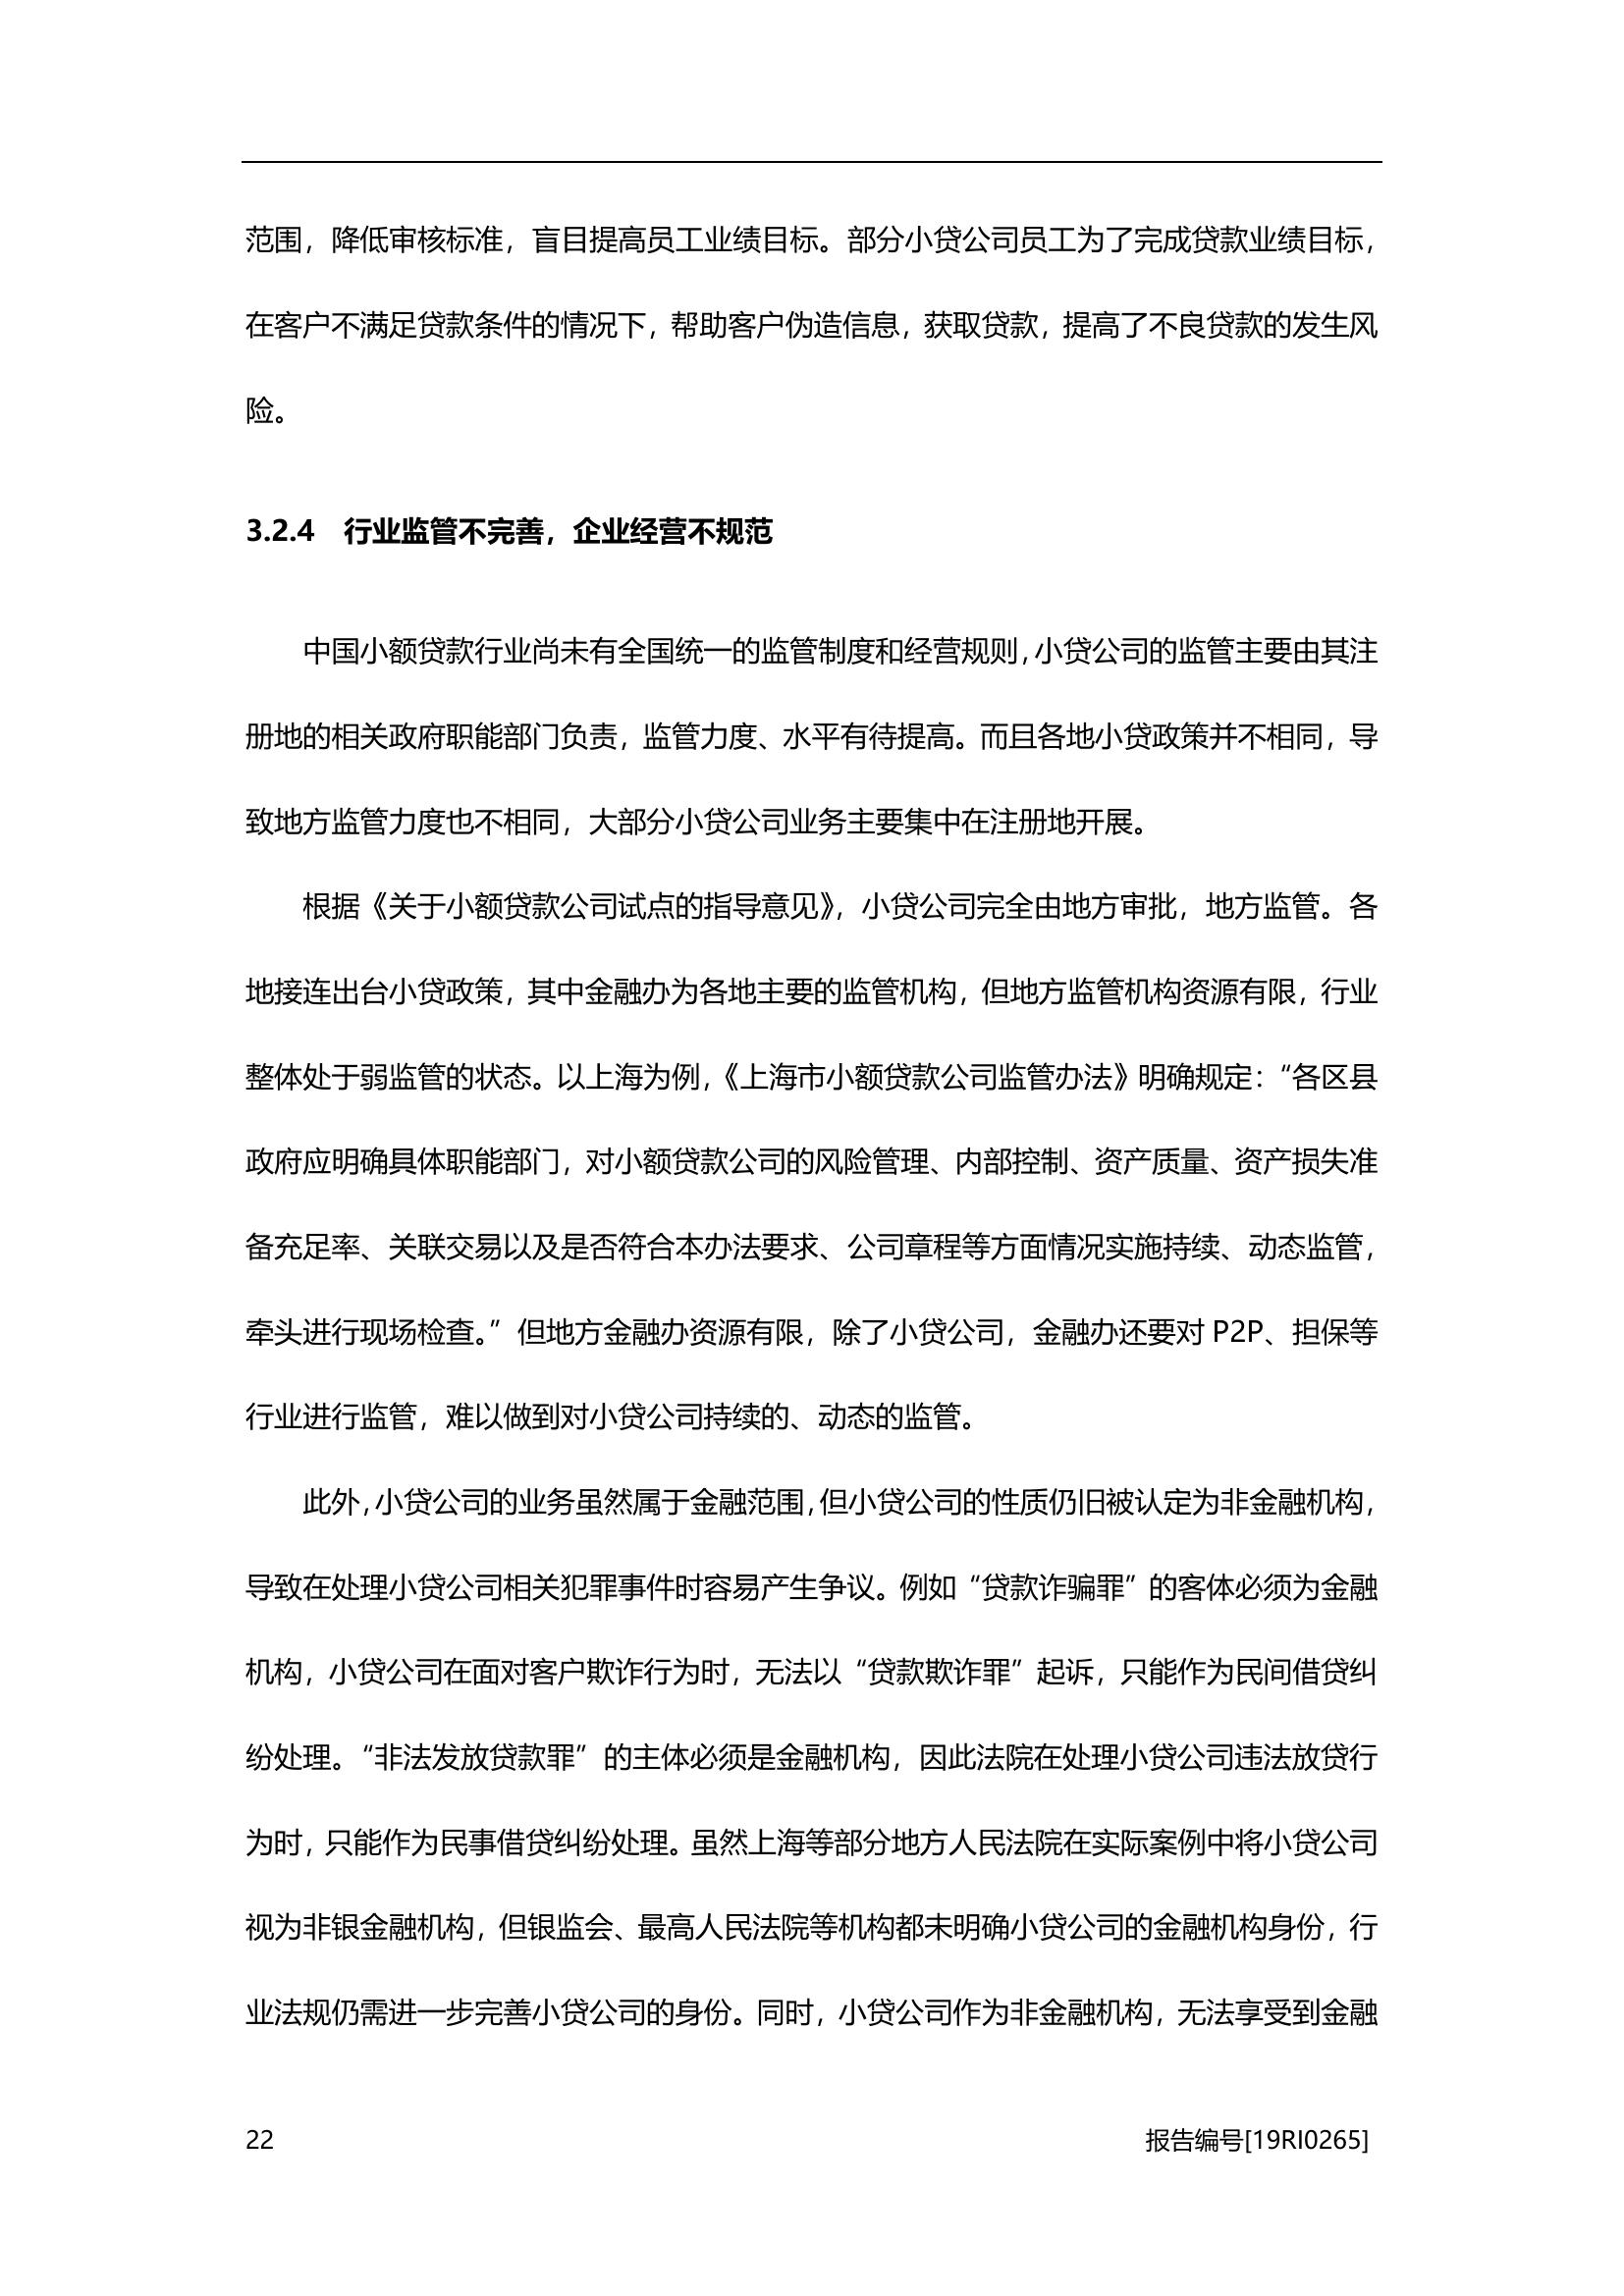 范围，降低审核标准，盲目提高员工业绩目标。部分小贷公司员工为了完成贷款业绩目标，
在客户不满足贷款条件的情况下，帮助客户伪造信息，获取贷款，提高了不良贷款的发生风
险。
3.2.4 行业监管不完善，企业经营不规范
中国小额贷款行业尚未有全国统一的监管制度和经营规则，小贷公司的监管主要由其注
册地的相关政府职能部门负责，监管力度、水平有待提高。而且各地小贷政策并不相同，导
致地方监管力度也不相同，大部分小贷公司业务主要集中在注册地开展。
根据《关于小额贷款公司试点的指导意见》，小贷公司完全由地方审批，地方监管。各
地接连出台小贷政策，其中金融办为各地主要的监管机构，但地方监管机构资源有限，行业
整体处于弱监管的状态。以上海为例，《上海市小额贷款公司监管办法》明确规定：“各区县
政府应明确具体职能部门，对小额贷款公司的风险管理、内部控制、资产质量、资产损失准
备充足率、关联交易以及是否符合本办法要求、公司章程等方面情况实施持续、动态监管，
牵头进行现场检查。”但地方金融办资源有限，除了小贷公司，金融办还要对 P2P、担保等
行业进行监管，难以做到对小贷公司持续的、动态的监管。
此外，小贷公司的业务虽然属于金融范围，但小贷公司的性质仍旧被认定为非金融机构，
导致在处理小贷公司相关犯罪事件时容易产生争议。例如“贷款诈骗罪”的客体必须为金融
机构，小贷公司在面对客户欺诈行为时，无法以“贷款欺诈罪”起诉，只能作为民间借贷纠
纷处理。“非法发放贷款罪”的主体必须是金融机构，因此法院在处理小贷公司违法放贷行
为时，只能作为民事借贷纠纷处理。虽然上海等部分地方人民法院在实际案例中将小贷公司
视为非银金融机构，但银监会、最高人民法院等机构都未明确小贷公司的金融机构身份，行
业法规仍需进一步完善小贷公司的身份。同时，小贷公司作为非金融机构，无法享受到金融
22
报告编号[19RI0265]